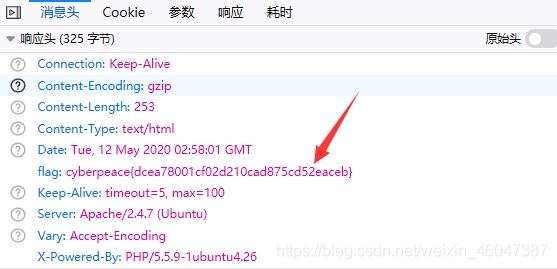 消息头 Cookie 参数 响应 耗时
响应头 (325 字节) 原始头
Connection: Keep-Alive
Content-Encoding: gzip
Content-Length: 253
Content-Type: text/html
Date: Tue, 12 May 2020 02:58:01 GMT
flag: cyberpeace{dcea78001cf02d210cad875cd52eaceb}
Keep-Alive: timeout=5, max=100
Server: Apache/2.4.7 (Ubuntu)
Vary: Accept-Encoding
X-Powered-By: PHP/5.5.9-1ubuntu4.26
https://blog.csdn.net/weixin_46047387